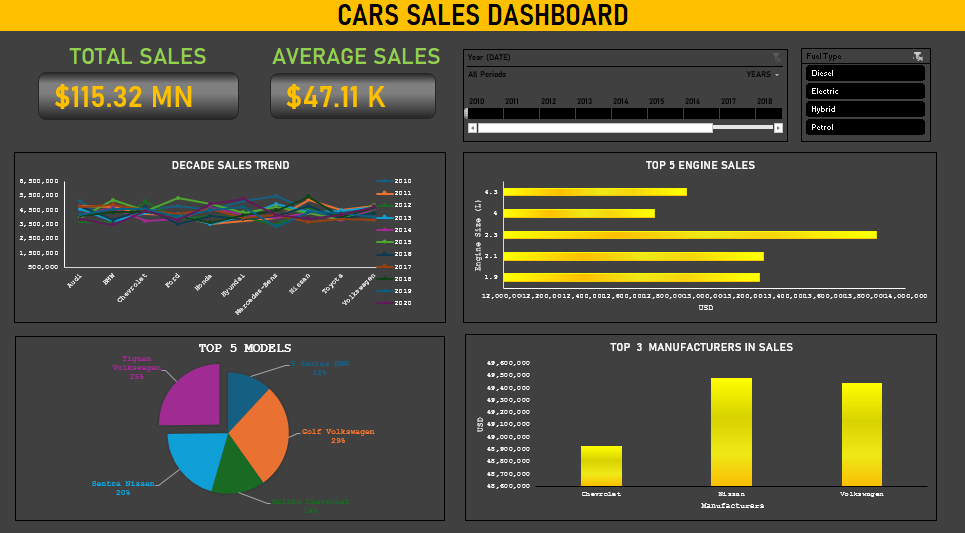 CARS SALES DASHBOARD
TOTAL SALES
AVERAGE SALES
$115.32 MN
$47.11 K
Year (DATE)
All Periods
YEARS
2010 2011 2012 2013 2014 2015 2016 2017 2018
Fuel Type
Diesel
Electric
Hybrid
Petrol
DECADE SALES TREND
6,500,000
5,500,000
4,500,000
3,500,000
2,500,000
1,500,000
500,000
Audi
BMW
Chevrolet
Ford
Honda
Hyundai
Mercedes-Benz
Nissan
Toyota
Volkswagen
2010
2011
2012
2013
2014
2015
2016
2017
2018
2019
2020
TOP 5 ENGINE SALES
Engine Size (L)
4.3
4
2.3
2.1
1.9
12,000,000 12,200,000 12,400,000 12,600,000 12,800,000 13,000,000 13,200,000 13,400,000 13,600,000 13,800,000 14,000,000
USD
TOP 5 MODELS
Tiguan
Volkswagen
25%
BMW
12%
Golf Volkswagen
29%
Sentra Nissan
20%
Chevrolet
14%
TOP 3 MANUFACTURERS IN SALES
USD
49,600,000
49,500,000
49,400,000
49,300,000
49,200,000
49,100,000
49,000,000
48,900,000
48,800,000
48,700,000
48,600,000
Chevrolet
Nissan
Volkswagen
Manufacturers